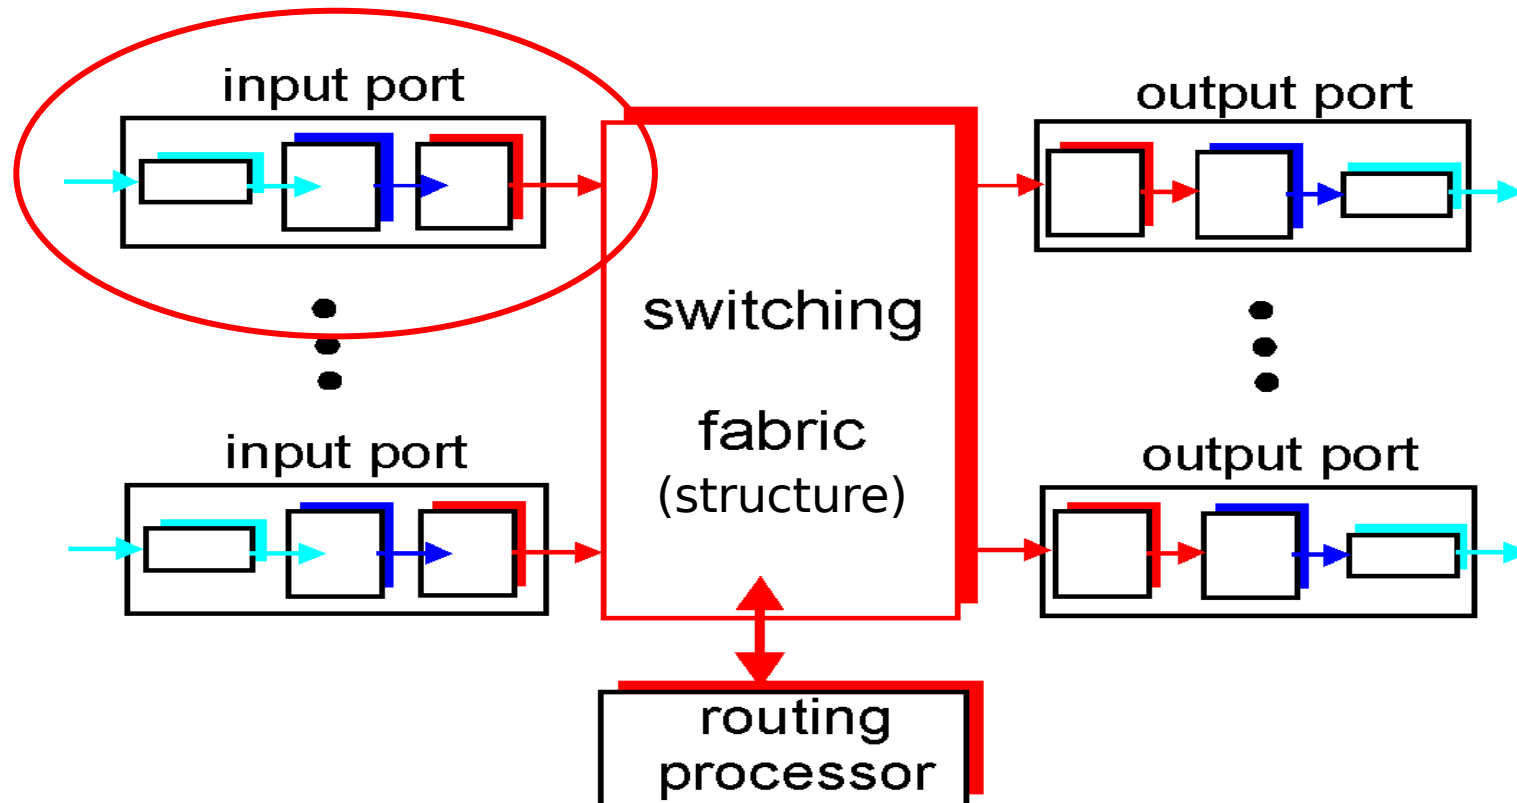 input port
output port
switching
fabric
(structure)
input port
output port
routing
processor